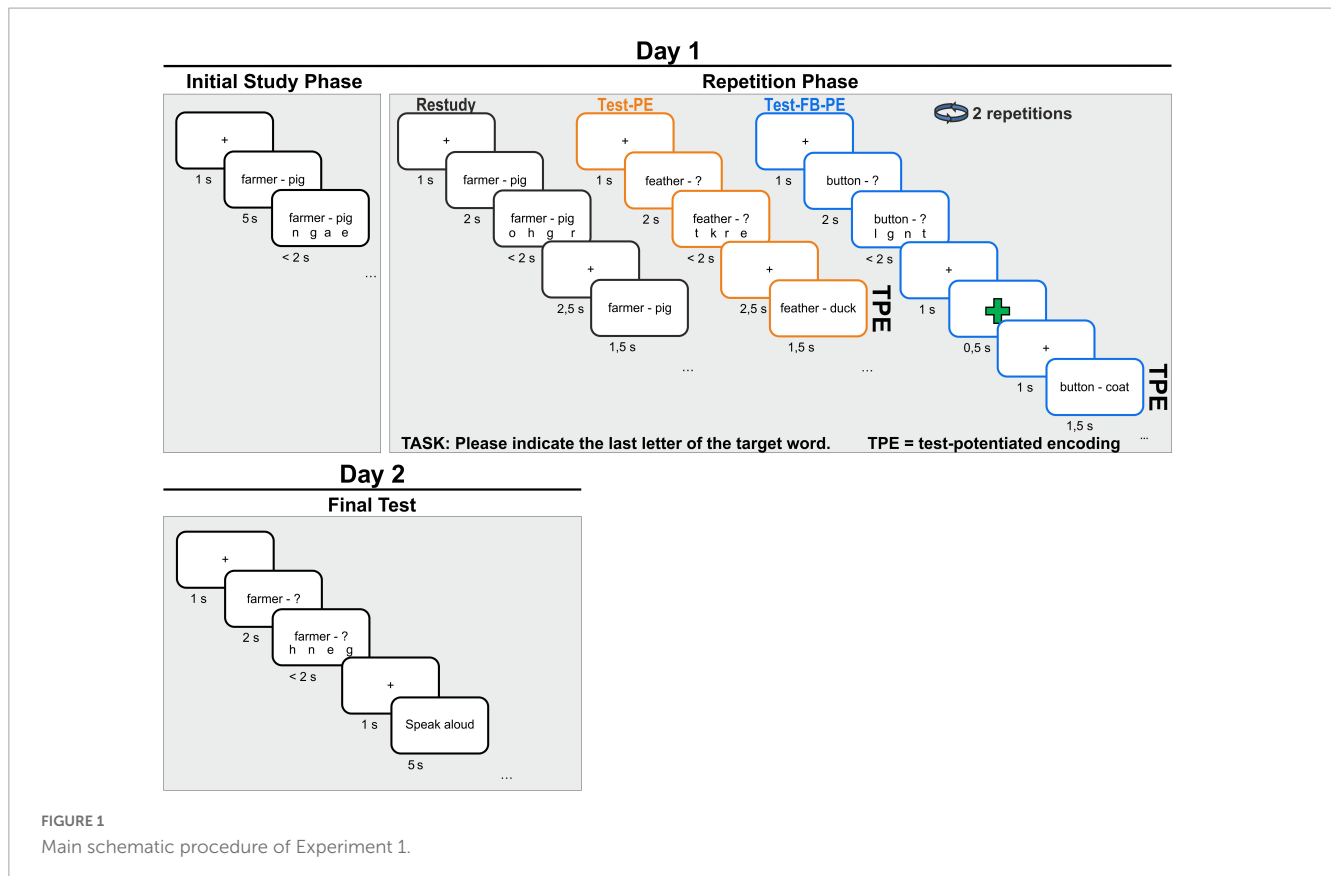 Day 1
Initial Study Phase
+
1 s
farmer - pig
5 s
farmer - pig
n g a e
< 2 s
...
Repetition Phase
2 repetitions
Restudy
+
1 s
farmer - pig
2 s
farmer - pig
o h g r
< 2 s
+
2,5 s
farmer - pig
1,5 s
...
Test-PE
+
1 s
feather - ?
2 s
feather - ?
t k r e
< 2 s
+
2,5 s
feather - duck
1,5 s
TPE
...
Test-FB-PE
+
1 s
button - ?
2 s
button - ?
l g n t
< 2 s
+
1 s
0,5 s
+
1 s
button - coat
1,5 s
TPE
...
TASK: Please indicate the last letter of the target word. TPE = test-potentiated encoding
Day 2
Final Test
+
1 s
farmer - ?
2 s
farmer - ?
h n e g
< 2 s
+
1 s
Speak aloud
5 s
...
FIGURE 1
Main schematic procedure of Experiment 1.